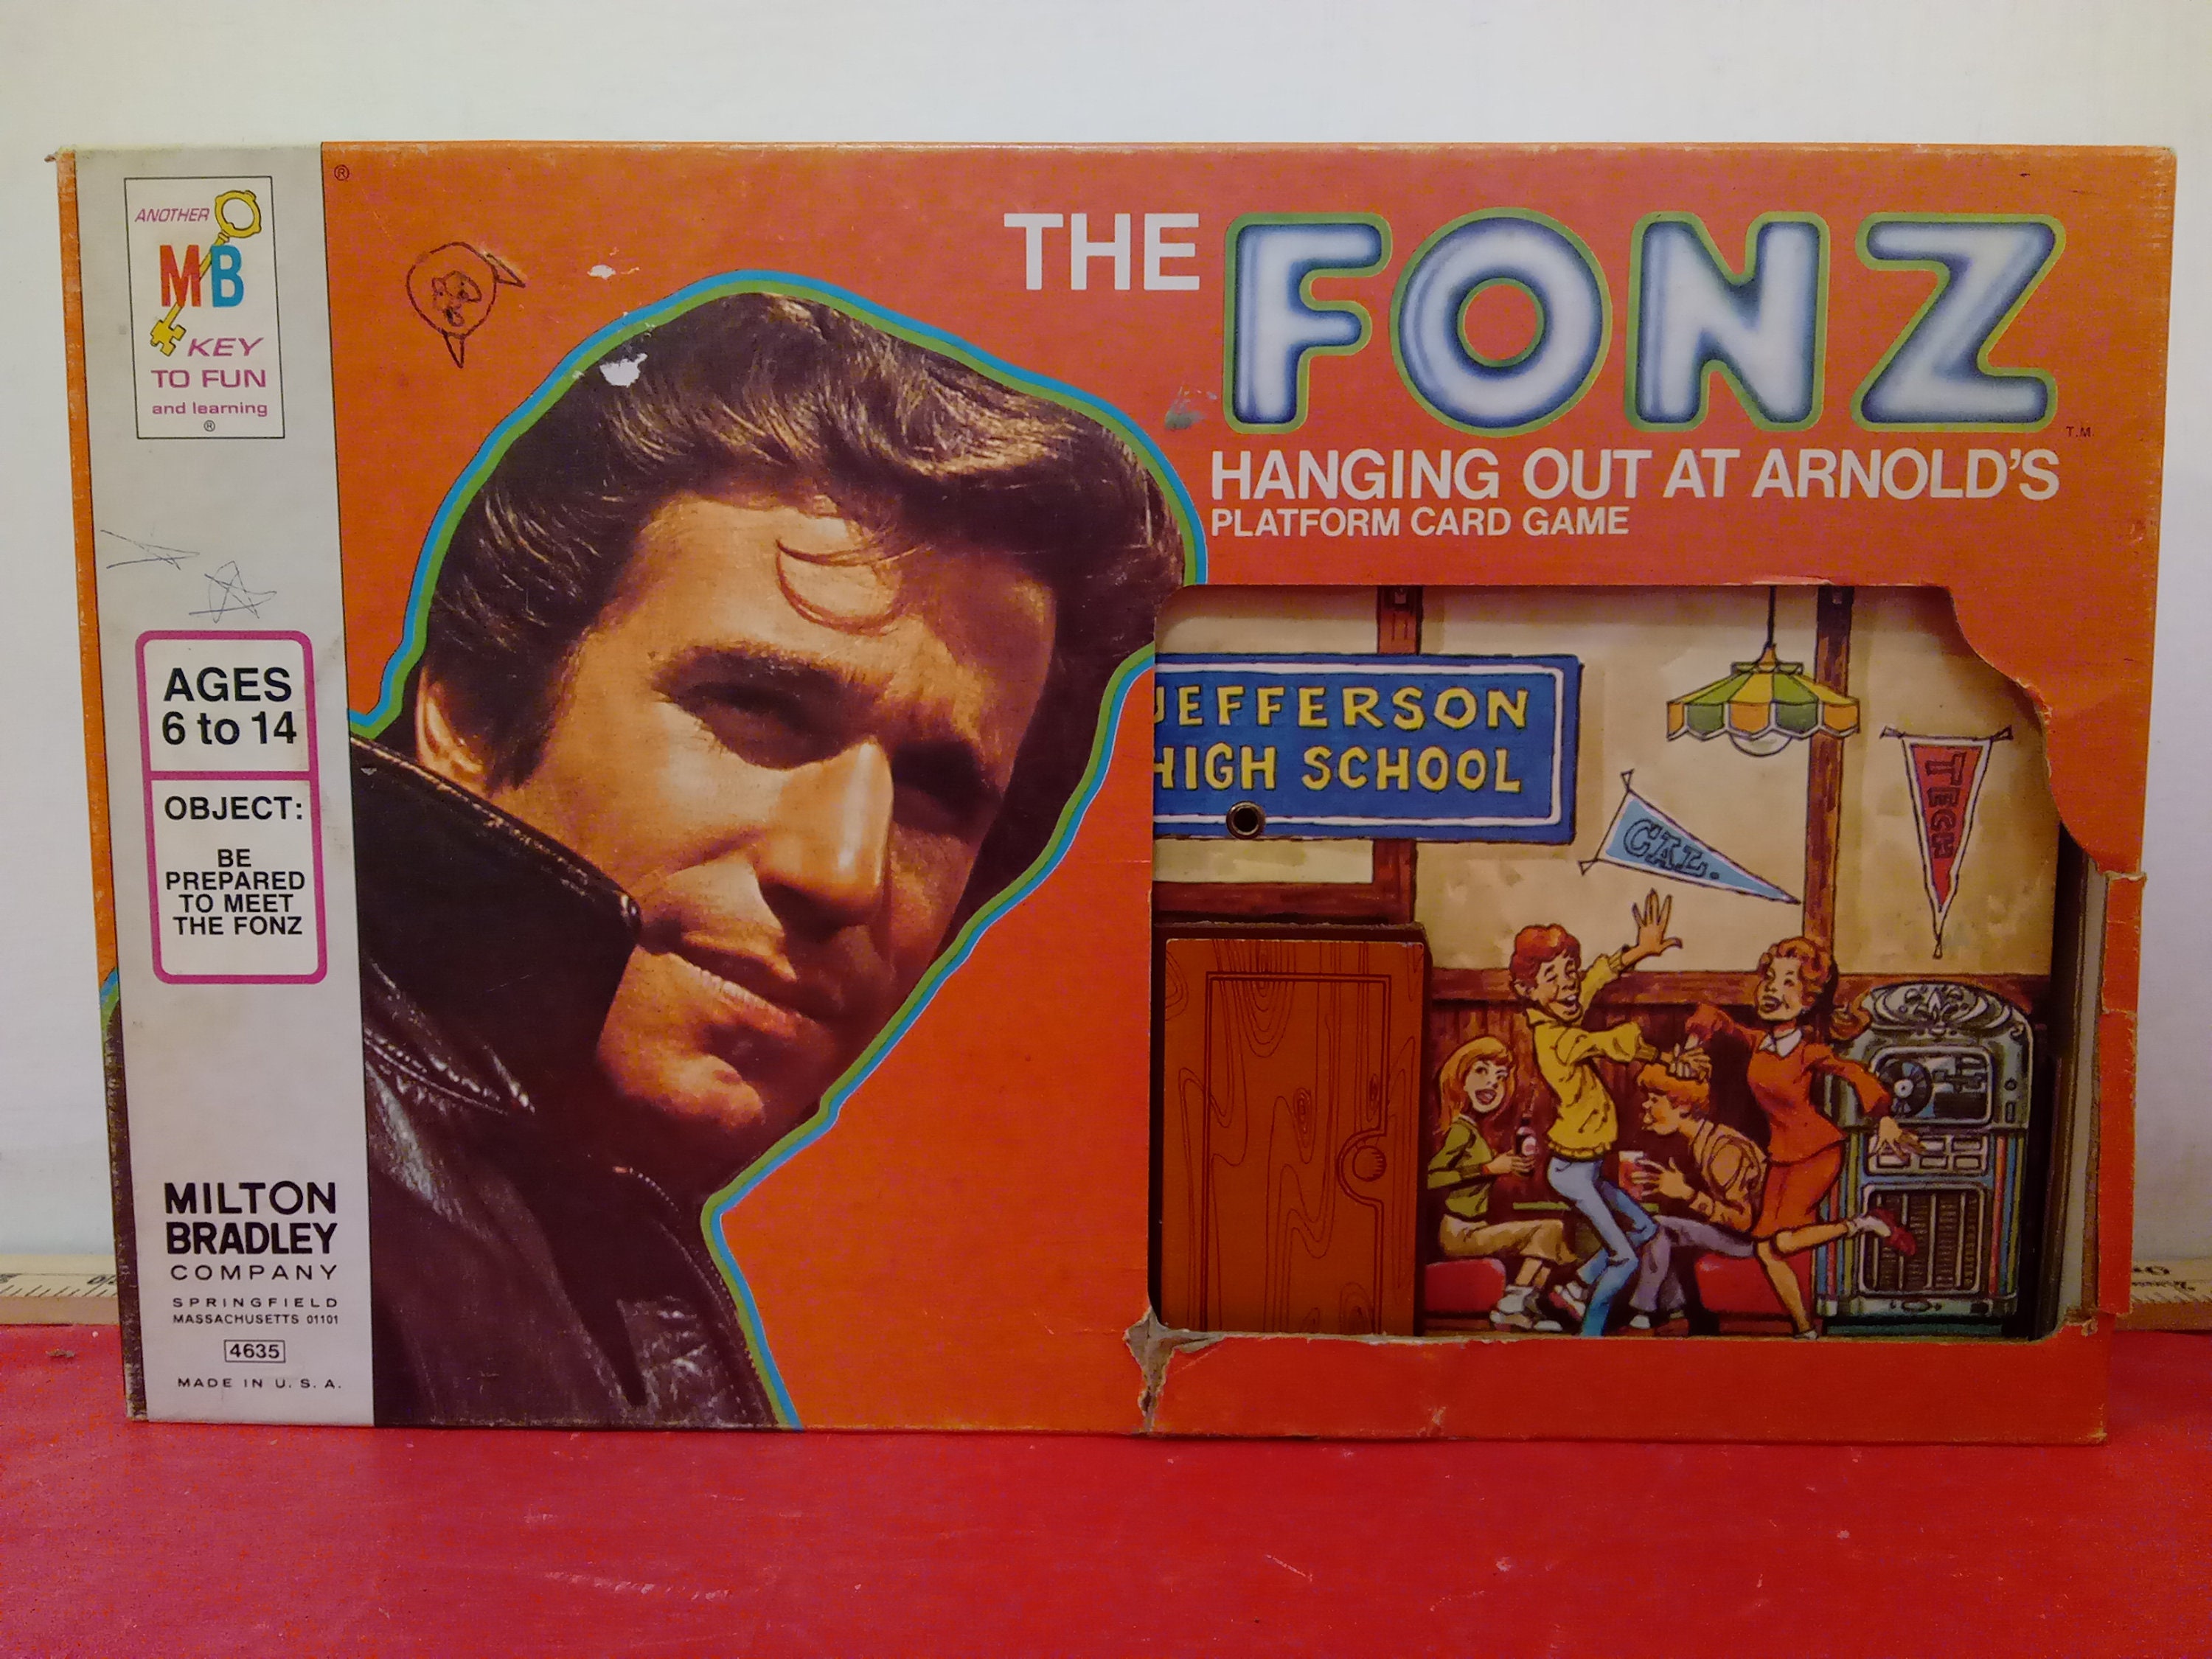 ANOTHER
MB
KEY
TO FUN
and learning
®
®
AGES
6 to 14
OBJECT:
BE
PREPARED
TO MEET
THE FONZ
MILTON
BRADLEY
COMPANY
SPRINGFIELD
MASSACHUSETTS 01101
4635
MADE IN U.S.A.
THE FONZ
T.M.
HANGING OUT AT ARNOLD'S
PLATFORM CARD GAME
JEFFERSON
HIGH SCHOOL
CAL.
TECH